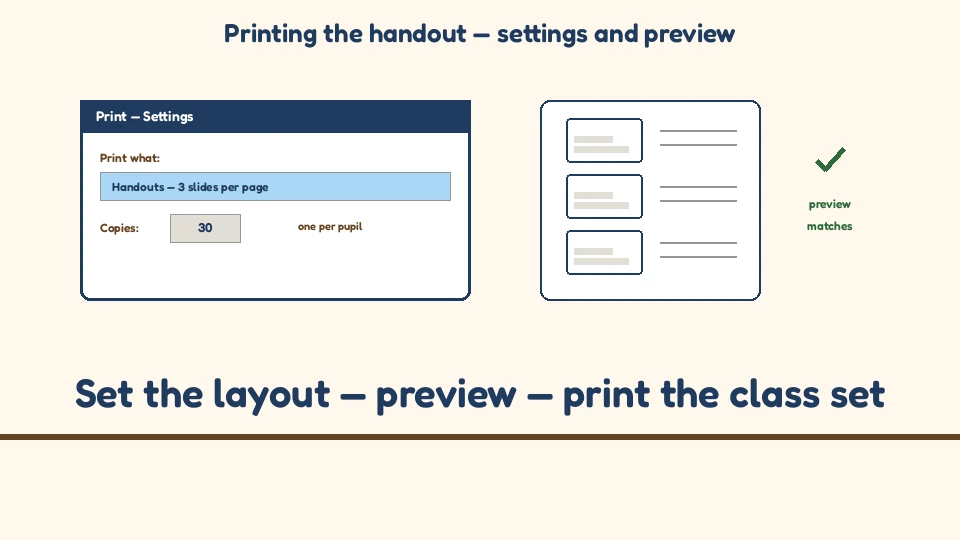 Printing the handout — settings and preview
Print — Settings
Print what:
Handouts — 3 slides per page
Copies:
30
one per pupil
preview
matches
Set the layout — preview — print the class set